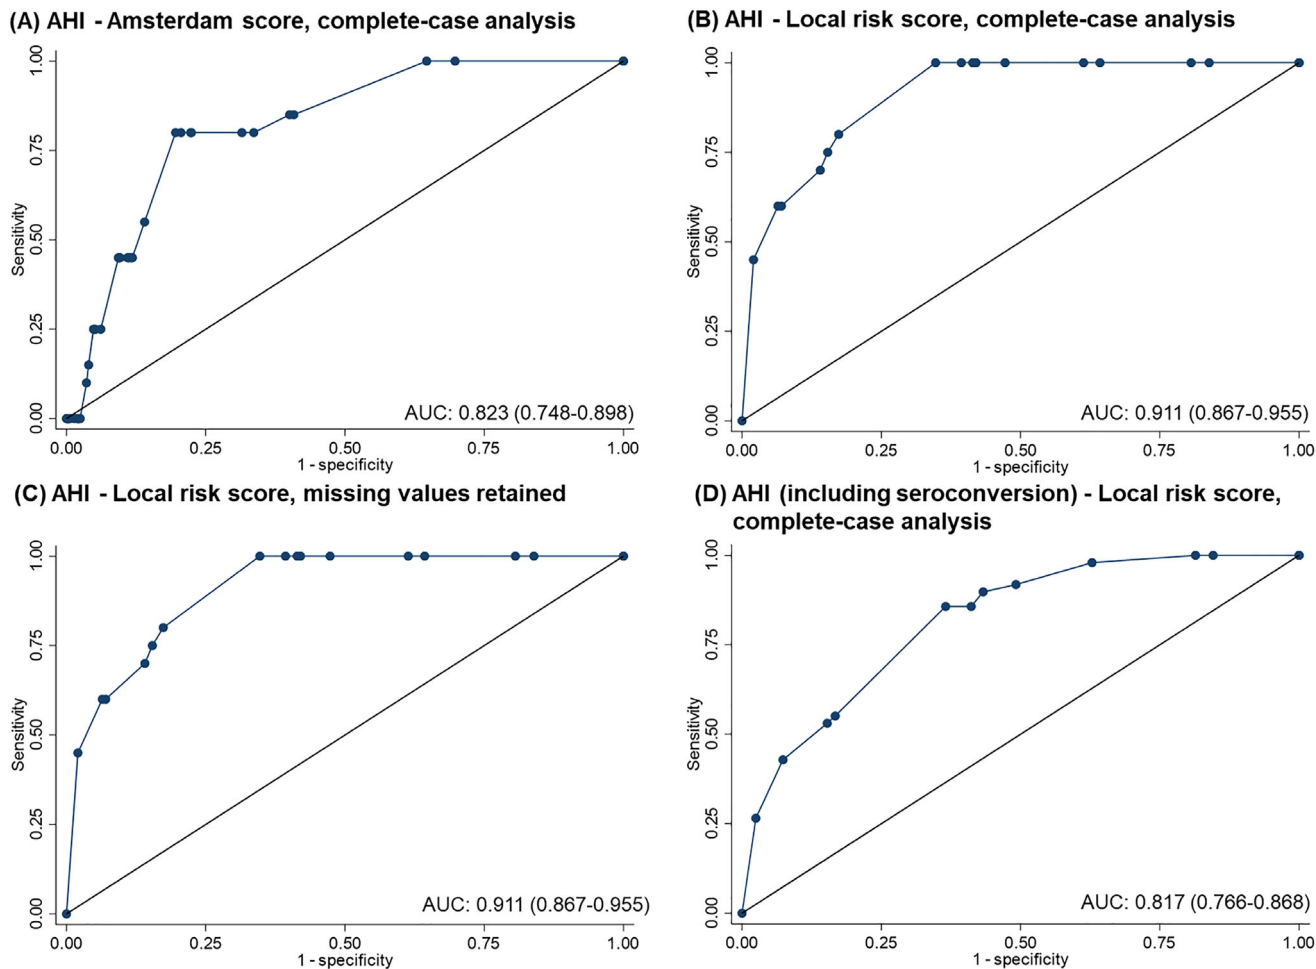 (A) AHI - Amsterdam score, complete-case analysis
1.00
0.75
0.50
0.25
0.00
Sensitivity
AUC: 0.823 (0.748-0.898)
0.00 0.25 0.50 0.75 1.00
1 - specificity
(B) AHI - Local risk score, complete-case analysis
1.00
0.75
0.50
0.25
0.00
Sensitivity
AUC: 0.911 (0.867-0.955)
0.00 0.25 0.50 0.75 1.00
1 - specificity
(C) AHI - Local risk score, missing values retained
1.00
0.75
0.50
0.25
0.00
Sensitivity
AUC: 0.911 (0.867-0.955)
0.00 0.25 0.50 0.75 1.00
1 - specificity
(D) AHI (including seroconversion) - Local risk score,
complete-case analysis
1.00
0.75
0.50
0.25
0.00
Sensitivity
AUC: 0.817 (0.766-0.868)
0.00 0.25 0.50 0.75 1.00
1 - specificity